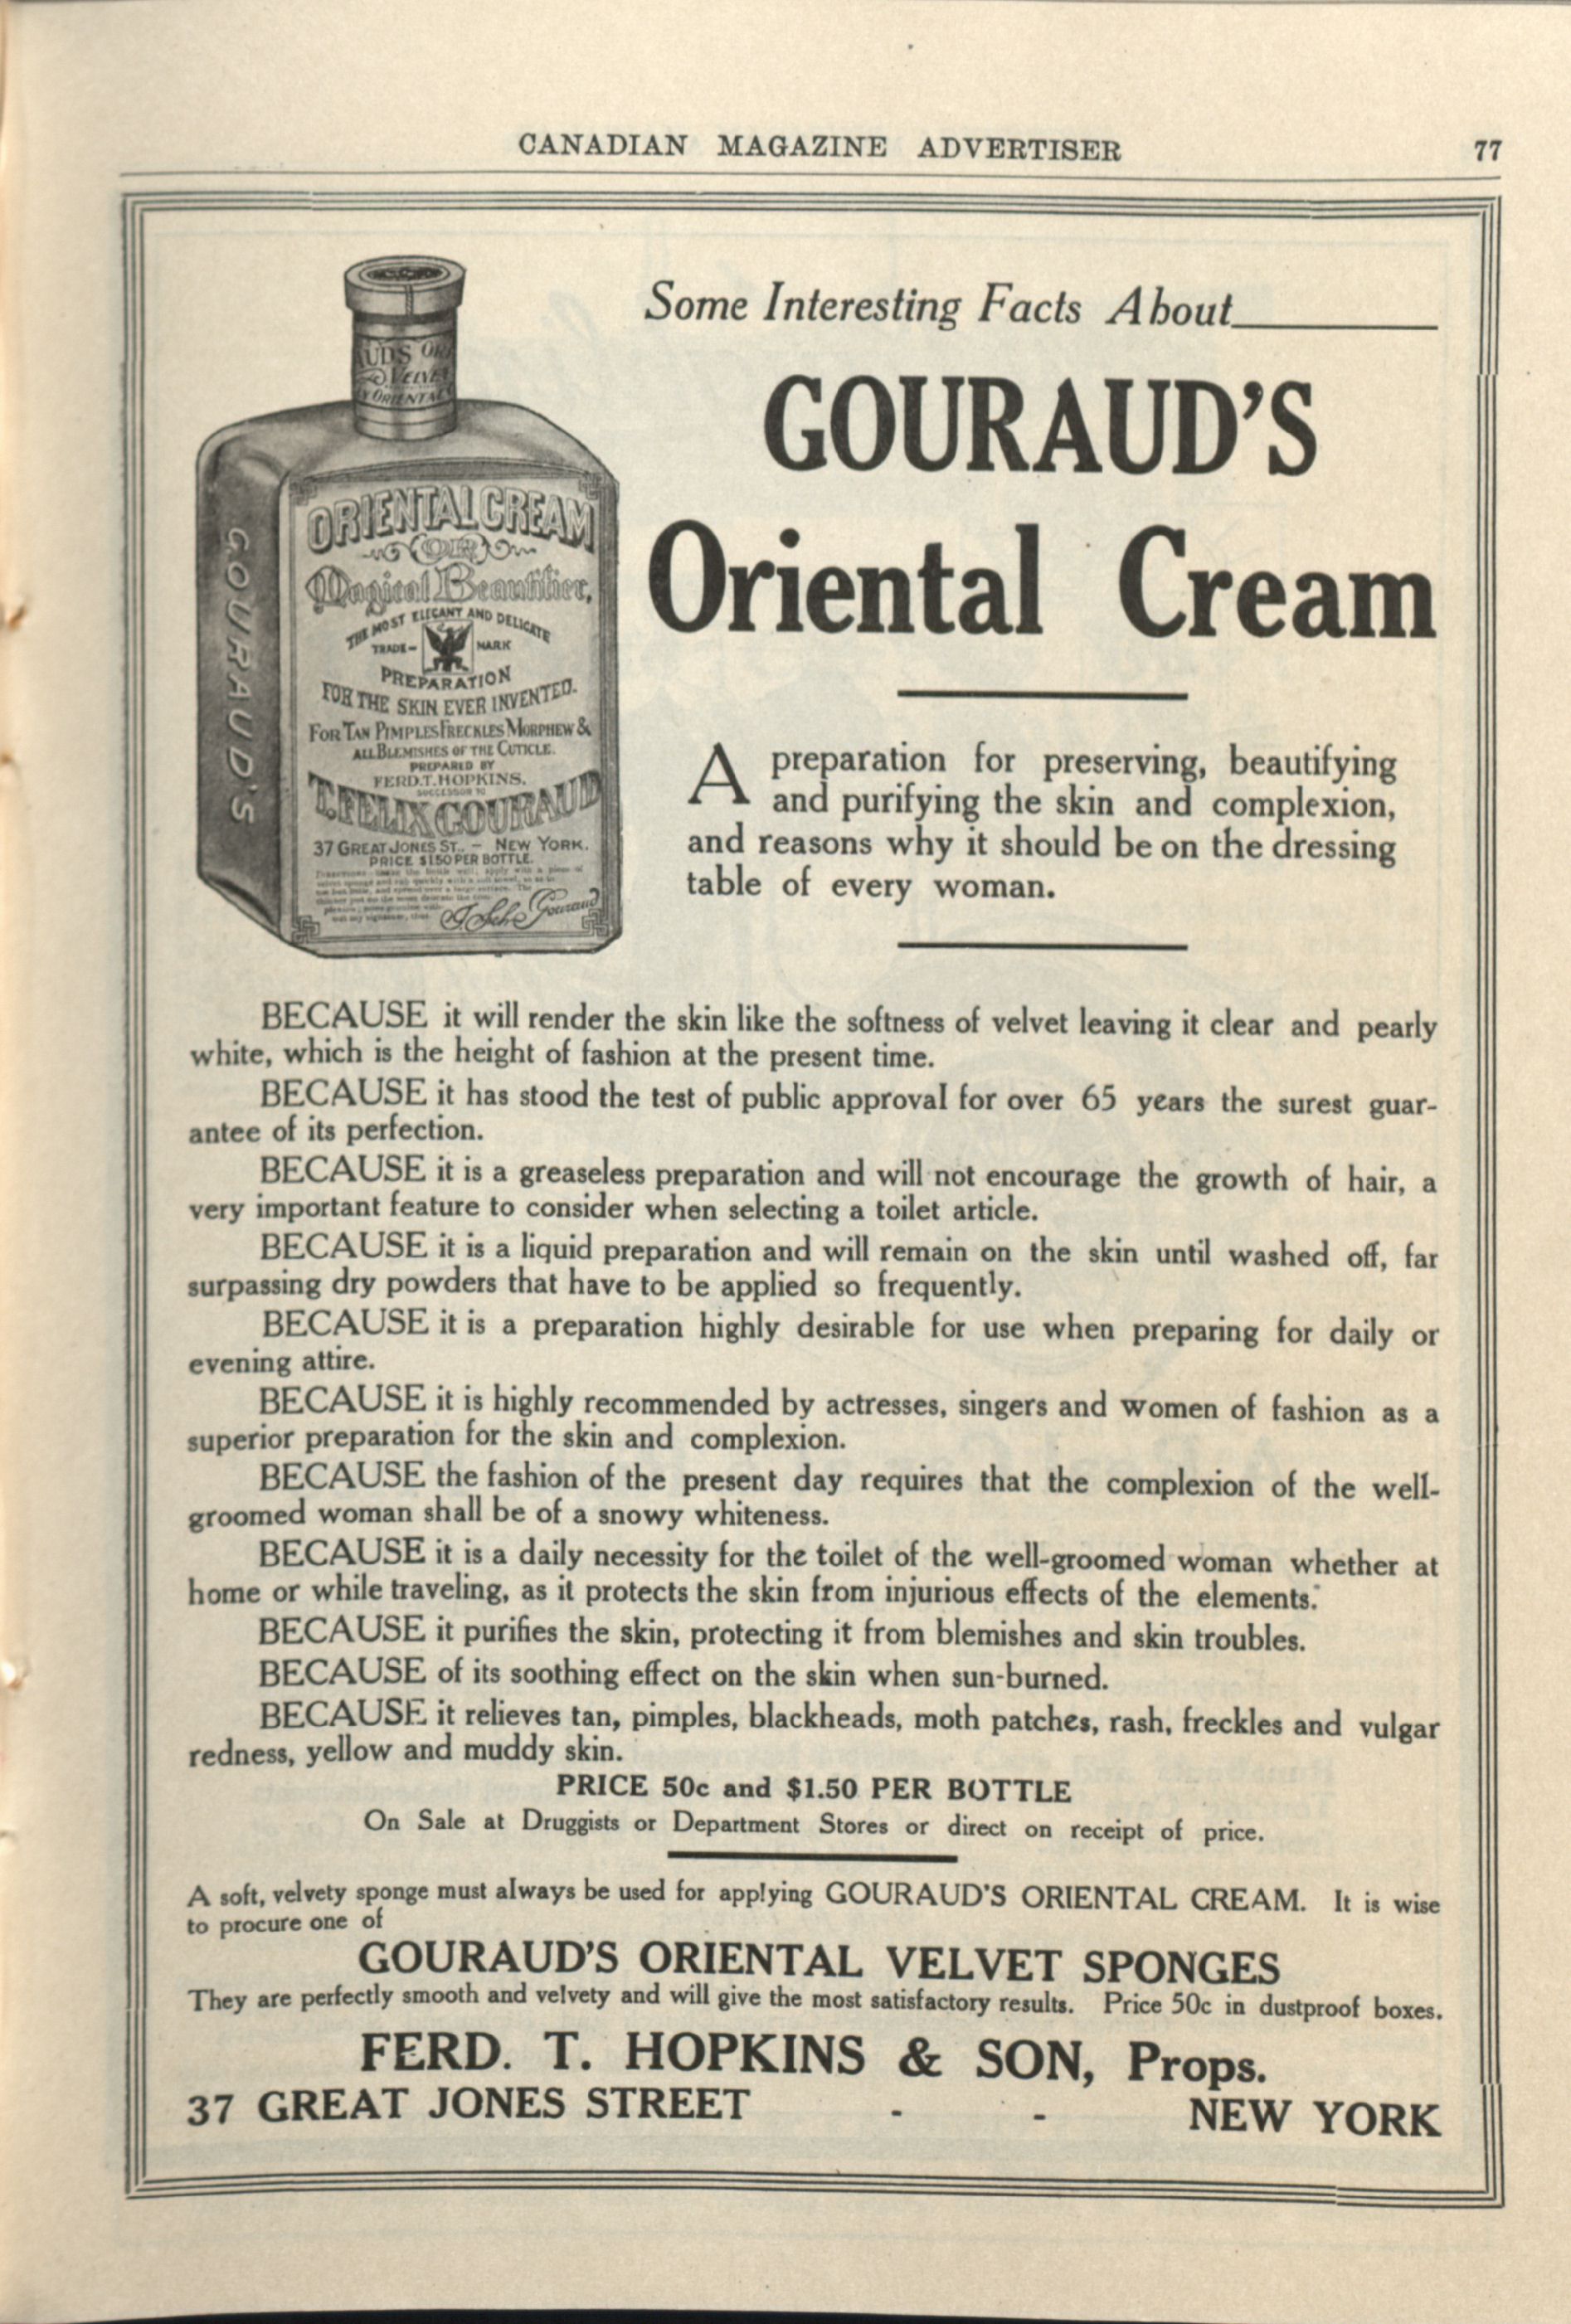 CANADIAN MAGAZINE ADVERTISER 77
Some Interesting Facts About
GOURAUD'S
Oriental Cream
UDS OR
VELVE
ORIENTAL
GOURAUD'S
ORIENTAL CREAM
OR
Magical Beautifier,
THE MOST ELEGANT AND DELICATE
TRADE- MARK
PREPARATION
FOR THE SKIN EVER INVENTED.
FOR TAN PIMPLES FRECKLES MORPHEW &
ALL BLEMISHES OF THE CUTICLE.
PREPARED BY
FERD.T.HOPKINS.
SUCCESSOR TO
T.FELIX GOURAUD
37 GREAT JONES ST., - NEW YORK.
PRICE $1.50 PER BOTTLE.
Gouraud
A preparation for preserving, beautifying
and purifying the skin and complexion,
and reasons why it should be on the dressing
table of every woman.
BECAUSE it will render the skin like the softness of velvet leaving it clear and pearly
white, which is the height of fashion at the present time.
BECAUSE it has stood the test of public approval for over 65 years the surest guar-
antee of its perfection.
BECAUSE it is a greaseless preparation and will not encourage the growth of hair, a
very important feature to consider when selecting a toilet article.
BECAUSE it is a liquid preparation and will remain on the skin until washed off, far
surpassing dry powders that have to be applied so frequently.
BECAUSE it is a preparation highly desirable for use when preparing for daily or
evening attire.
BECAUSE it is highly recommended by actresses, singers and women of fashion as a
superior preparation for the skin and complexion.
BECAUSE the fashion of the present day requires that the complexion of the well-
groomed woman shall be of a snowy whiteness.
BECAUSE it is a daily necessity for the toilet of the well-groomed woman whether at
home or while traveling, as it protects the skin from injurious effects of the elements.
BECAUSE it purifies the skin, protecting it from blemishes and skin troubles.
BECAUSE of its soothing effect on the skin when sun-burned.
BECAUSE it relieves tan, pimples, blackheads, moth patches, rash, freckles and vulgar
redness, yellow and muddy skin.
PRICE 50c and $1.50 PER BOTTLE
On Sale at Druggists or Department Stores or direct on receipt of price.
A soft, velvety sponge must always be used for applying GOURAUD'S ORIENTAL CREAM. It is wise
to procure one of
GOURAUD'S ORIENTAL VELVET SPONGES
They are perfectly smooth and velvety and will give the most satisfactory results. Price 50c in dustproof boxes.
FERD. T. HOPKINS & SON, Props.
37 GREAT JONES STREET - - NEW YORK